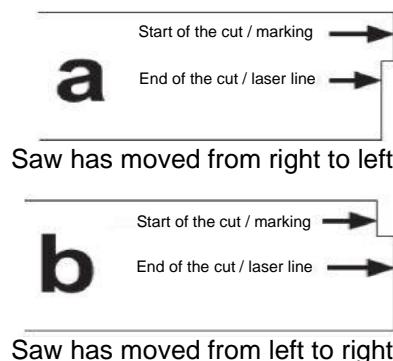 Start of the cut / marking
a
End of the cut / laser line
Saw has moved from right to left
Start of the cut / marking
b
End of the cut / laser line
Saw has moved from left to right